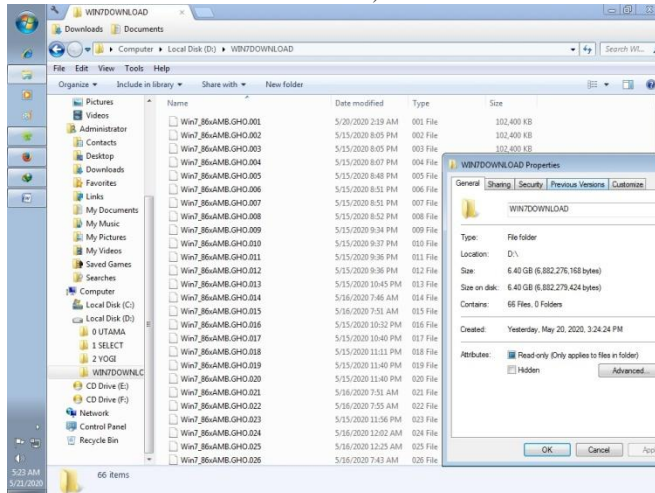 WIN7DOWNLOAD
Downloads Documents
Computer Local Disk (D:) WIN7DOWNLOAD
Search WI...
File Edit View Tools Help
Organize Include in library Share with New folder
Pictures
Videos
Administrator
Contacts
Desktop
Downloads
Favorites
Links
My Documents
My Music
My Pictures
My Videos
Saved Games
Searches
Computer
Local Disk (C:)
Local Disk (D:)
0 UTAMA
1 SELECT
2 YOGI
WIN7DOWNLC
CD Drive (E:)
CD Drive (F:)
Network
Control Panel
Recycle Bin
Name Date modified Type Size
Win7_86xAMB.GHO.001 5/20/2020 2:19 AM 001 File 102,400 KB
Win7_86xAMB.GHO.002 5/15/2020 8:05 PM 002 File 102,400 KB
Win7_86xAMB.GHO.003 5/15/2020 8:05 PM 003 File 102,400 KB
Win7_86xAMB.GHO.004 5/15/2020 8:07 PM 004 File
Win7_86xAMB.GHO.005 5/15/2020 8:48 PM 005 File
Win7_86xAMB.GHO.006 5/15/2020 8:51 PM 006 File
Win7_86xAMB.GHO.007 5/15/2020 8:51 PM 007 File
Win7_86xAMB.GHO.008 5/15/2020 8:52 PM 008 File
Win7_86xAMB.GHO.009 5/15/2020 9:34 PM 009 File
Win7_86xAMB.GHO.010 5/15/2020 9:37 PM 010 File
Win7_86xAMB.GHO.011 5/15/2020 9:36 PM 011 File
Win7_86xAMB.GHO.012 5/15/2020 9:36 PM 012 File
Win7_86xAMB.GHO.013 5/15/2020 10:45 PM 013 File
Win7_86xAMB.GHO.014 5/16/2020 7:46 AM 014 File
Win7_86xAMB.GHO.015 5/16/2020 7:51 AM 015 File
Win7_86xAMB.GHO.016 5/15/2020 10:32 PM 016 File
Win7_86xAMB.GHO.017 5/15/2020 10:40 PM 017 File
Win7_86xAMB.GHO.018 5/15/2020 11:11 PM 018 File
Win7_86xAMB.GHO.019 5/15/2020 11:40 PM 019 File
Win7_86xAMB.GHO.020 5/15/2020 11:40 PM 020 File
Win7_86xAMB.GHO.021 5/16/2020 7:51 AM 021 File
Win7_86xAMB.GHO.022 5/16/2020 7:55 AM 022 File
Win7_86xAMB.GHO.023 5/15/2020 11:56 PM 023 File
Win7_86xAMB.GHO.024 5/16/2020 12:02 AM 024 File
Win7_86xAMB.GHO.025 5/16/2020 12:25 AM 025 File
Win7_86xAMB.GHO.026 5/16/2020 7:43 AM 026 File
WIN7DOWNLOAD Properties
General Sharing Security Previous Versions Customize
WIN7DOWNLOAD
Type: File folder
Location: D:\
Size: 6.40 GB (6,882,276,168 bytes)
Size on disk: 6.40 GB (6,882,279,424 bytes)
Contains: 66 Files, 0 Folders
Created: Yesterday, May 20, 2020, 3:24:24 PM
Attributes: Read-only (Only applies to files in folder)
Hidden Advanced...
OK Cancel
66 items
5:23 AM
5/21/2020